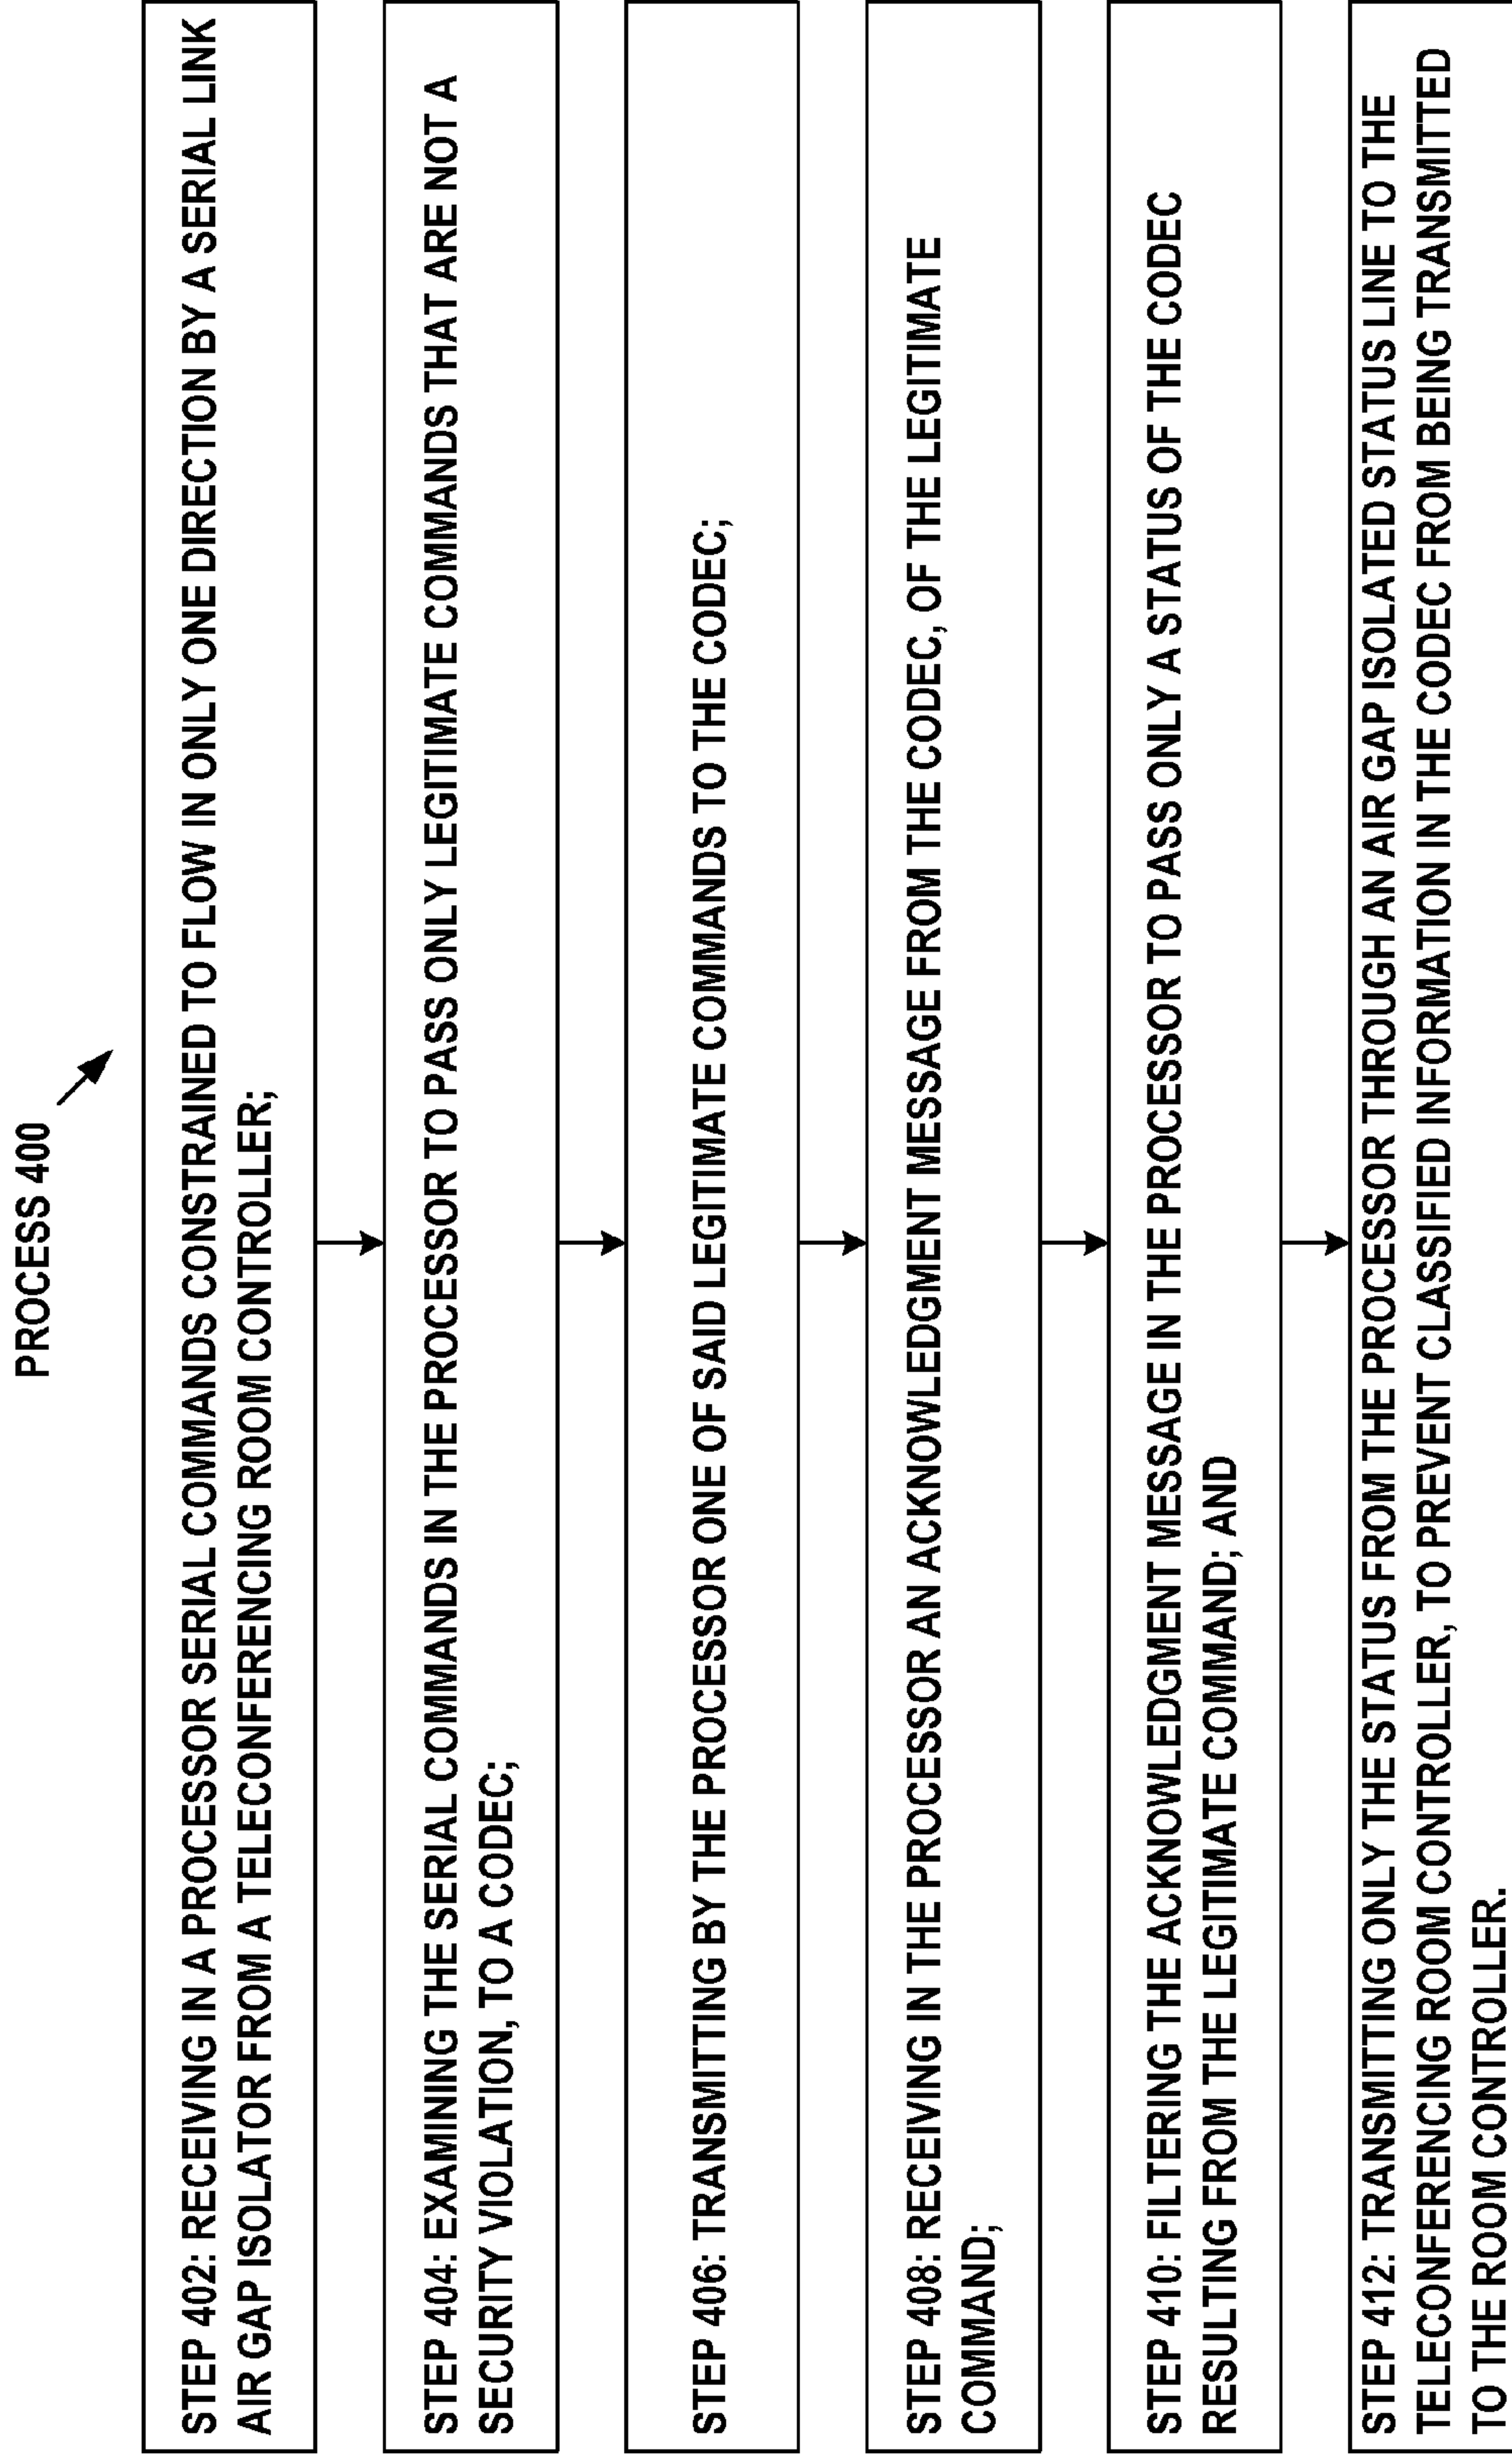 PROCESS 400
STEP 402: RECEIVING IN A PROCESSOR SERIAL COMMANDS CONSTRAINED TO FLOW IN ONLY ONE DIRECTION BY A SERIAL LINK
AIR GAP ISOLATOR FROM A TELECONFERENCING ROOM CONTROLLER;
STEP 404: EXAMINING THE SERIAL COMMANDS IN THE PROCESSOR TO PASS ONLY LEGITIMATE COMMANDS THAT ARE NOT A
SECURITY VIOLATION, TO A CODEC;
STEP 406: TRANSMITTING BY THE PROCESSOR ONE OF SAID LEGITIMATE COMMANDS TO THE CODEC;
STEP 408: RECEIVING IN THE PROCESSOR AN ACKNOWLEDGMENT MESSAGE FROM THE CODEC, OF THE LEGITIMATE
COMMAND;
STEP 410: FILTERING THE ACKNOWLEDGMENT MESSAGE IN THE PROCESSOR TO PASS ONLY A STATUS OF THE CODEC
RESULTING FROM THE LEGITIMATE COMMAND; AND
STEP 412: TRANSMITTING ONLY THE STATUS FROM THE PROCESSOR THROUGH AN AIR GAP ISOLATED STATUS LINE TO THE
TELECONFERENCING ROOM CONTROLLER, TO PREVENT CLASSIFIED INFORMATION IN THE CODEC FROM BEING TRANSMITTED
TO THE ROOM CONTROLLER.